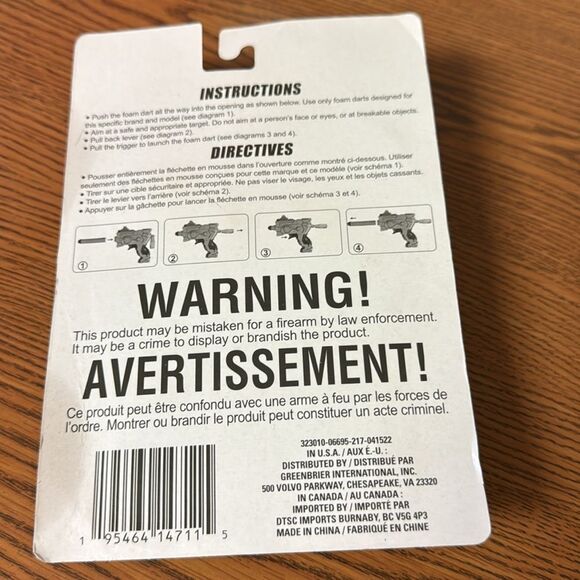 INSTRUCTIONS
• Push the foam dart all the way into the opening as shown below. Use only foam darts designed for
this specific brand and model (see diagram 1).
• Aim at a safe and appropriate target. Do not aim at a person's face or eyes, or at breakable objects.
• Pull back lever (see diagram 2).
• Pull the trigger to launch the foam dart (see diagrams 3 and 4).
DIRECTIVES
• Pousser entièrement la fléchette en mousse dans l'ouverture comme montré ci-dessous. Utiliser
seulement des fléchettes en mousse conçues pour cette marque et ce modèle (voir schéma 1).
• Tirer sur une cible sécuritaire et appropriée. Ne pas viser le visage, les yeux et les objets cassants.
• Tirer le levier vers l'arrière (voir schéma 2).
• Appuyer sur la gâchette pour lancer la fléchette en mousse (voir schéma 3 et 4).
1 2 3 4
WARNING!
This product may be mistaken for a firearm by law enforcement.
It may be a crime to display or brandish the product.
AVERTISSEMENT!
Ce produit peut être confondu avec une arme à feu par les forces de
l'ordre. Montrer ou brandir le produit peut constituer un acte criminel.
323010-06695-217-041522
IN U.S.A. / AUX É.-U. :
DISTRIBUTED BY / DISTRIBUÉ PAR
GREENBRIER INTERNATIONAL, INC.
500 VOLVO PARKWAY, CHESAPEAKE, VA 23320
IN CANADA / AU CANADA :
IMPORTED BY / IMPORTÉ PAR
DTSC IMPORTS BURNABY, BC V5G 4P3
MADE IN CHINA / FABRIQUÉ EN CHINE
1 95464 14711 5